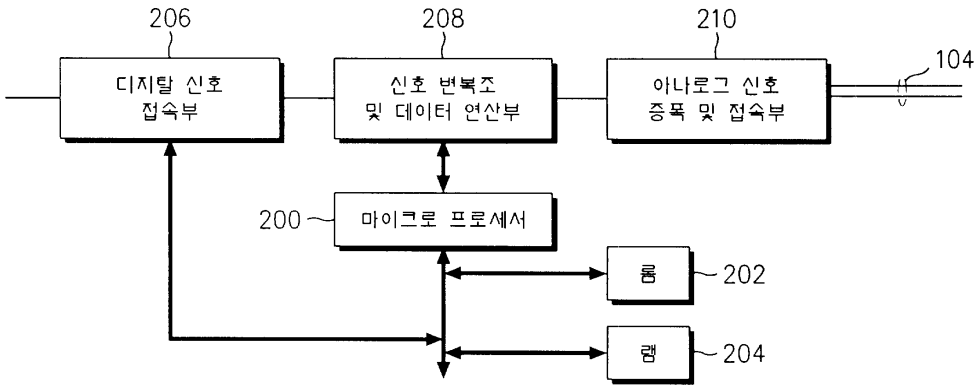 206
208
210
104
디지탈 신호
접속부
신호 변복조
및 데이터 연산부
아나로그 신호
증폭 및 접속부
200
마이크로 프로세서
롬
202
램
204